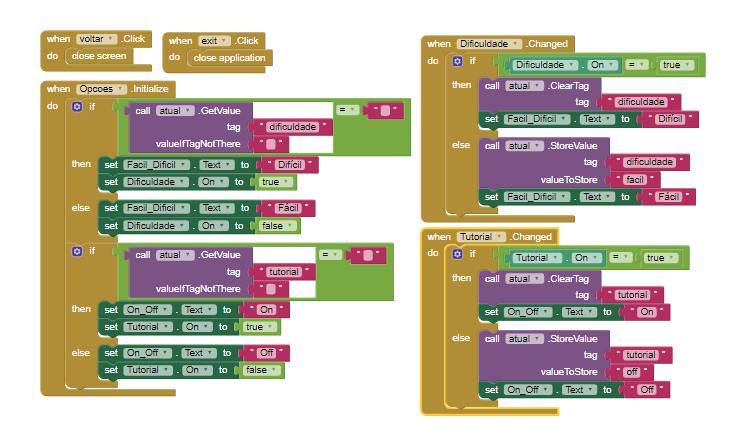 when voltar .Click
do close screen
when exit .Click
do close application
when Opcoes .Initialize
do if call atual .GetValue = " "
tag " dificuldade "
valueIfTagNotThere " "
then set Facil_Dificil . Text to " Difícil "
set Dificuldade . On to true
else set Facil_Dificil . Text to " Fácil "
set Dificuldade . On to false
if call atual .GetValue = " "
tag " tutorial "
valueIfTagNotThere " "
then set On_Off . Text to " On "
set Tutorial . On to true
else set On_Off . Text to " Off "
set Tutorial . On to false
when Dificuldade .Changed
do if Dificuldade . On = true
then call atual .ClearTag
tag " dificuldade "
set Facil_Dificil . Text to " Difícil "
else call atual .StoreValue
tag " dificuldade "
valueToStore " facil "
set Facil_Dificil . Text to " Fácil "
when Tutorial .Changed
do if Tutorial . On = true
then call atual .ClearTag
tag " tutorial "
set On_Off . Text to " On "
else call atual .StoreValue
tag " tutorial "
valueToStore " off "
set On_Off . Text to " Off "